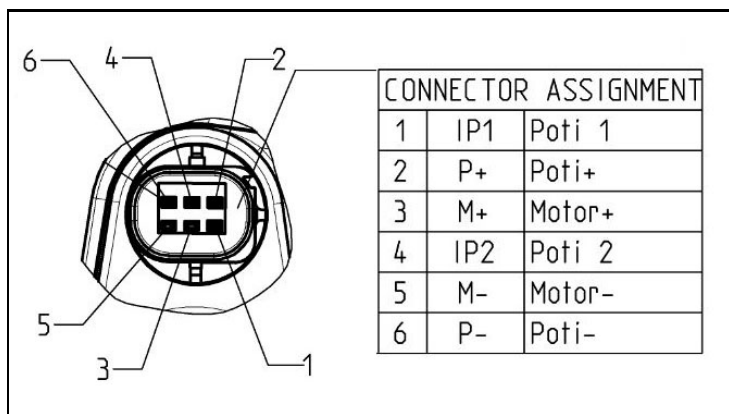 6 4 2
5 3 1
CONNECTOR ASSIGNMENT
1 IP1 Poti 1
2 P+ Poti+
3 M+ Motor+
4 IP2 Poti 2
5 M- Motor-
6 P- Poti-